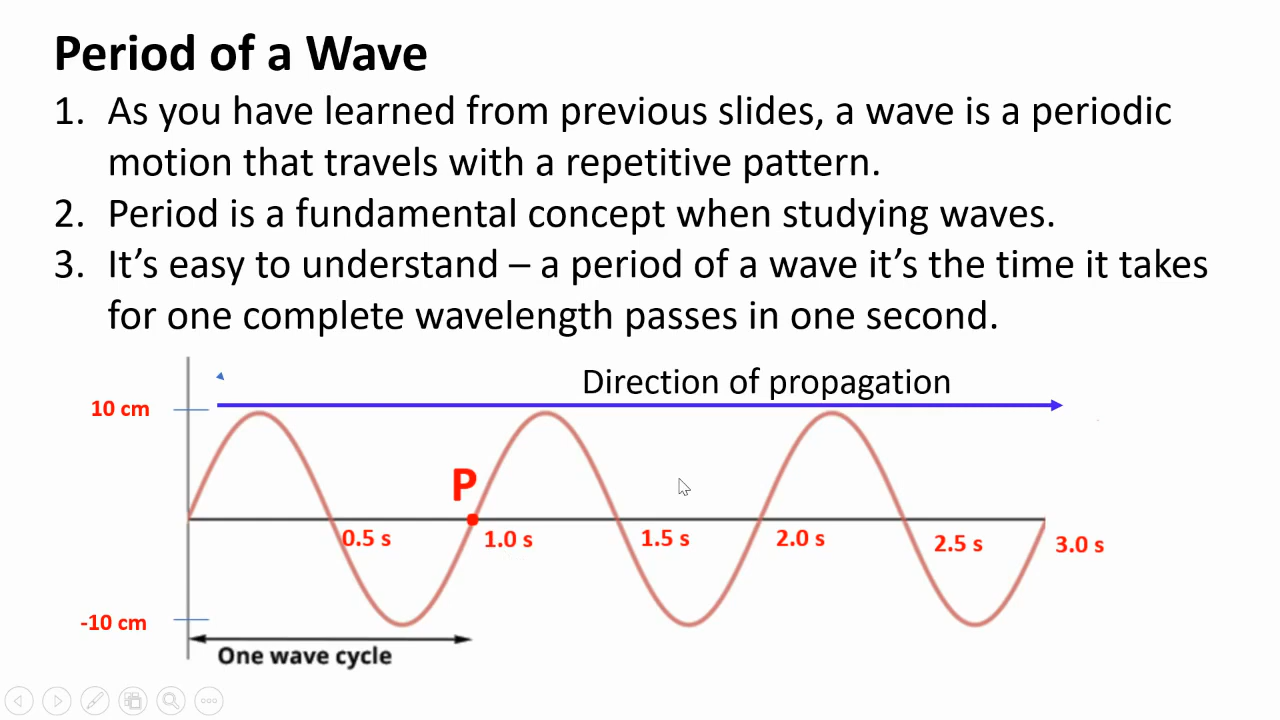 Period of a Wave
1. As you have learned from previous slides, a wave is a periodic
motion that travels with a repetitive pattern.
2. Period is a fundamental concept when studying waves.
3. It’s easy to understand – a period of a wave it’s the time it takes
for one complete wavelength passes in one second.
Direction of propagation
10 cm
P
0.5 s
1.0 s
1.5 s
2.0 s
2.5 s
3.0 s
-10 cm
One wave cycle